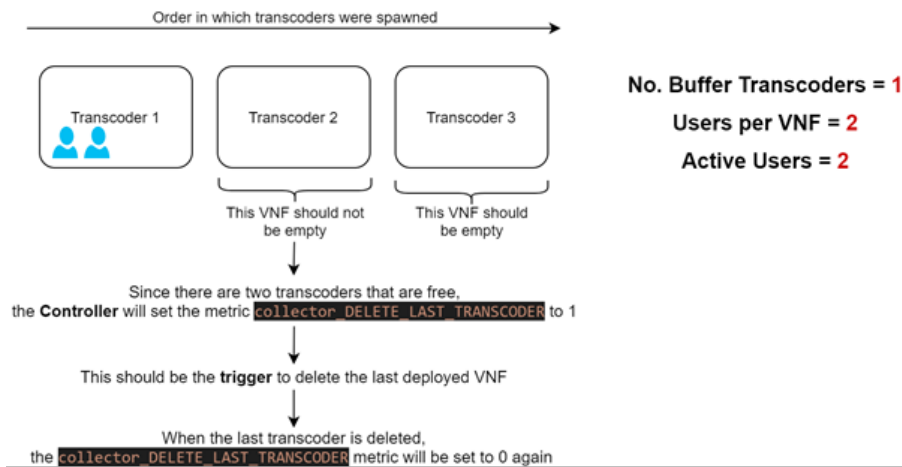 Order in which transcoders were spawned
Transcoder 1
Transcoder 2
Transcoder 3
No. Buffer Transcoders = 1
Users per VNF = 2
Active Users = 2
This VNF should not
be empty
This VNF should
be empty
Since there are two transcoders that are free,
the Controller will set the metric collector_DELETE_LAST_TRANSCODER to 1
This should be the trigger to delete the last deployed VNF
When the last transcoder is deleted,
the collector_DELETE_LAST_TRANSCODER metric will be set to 0 again